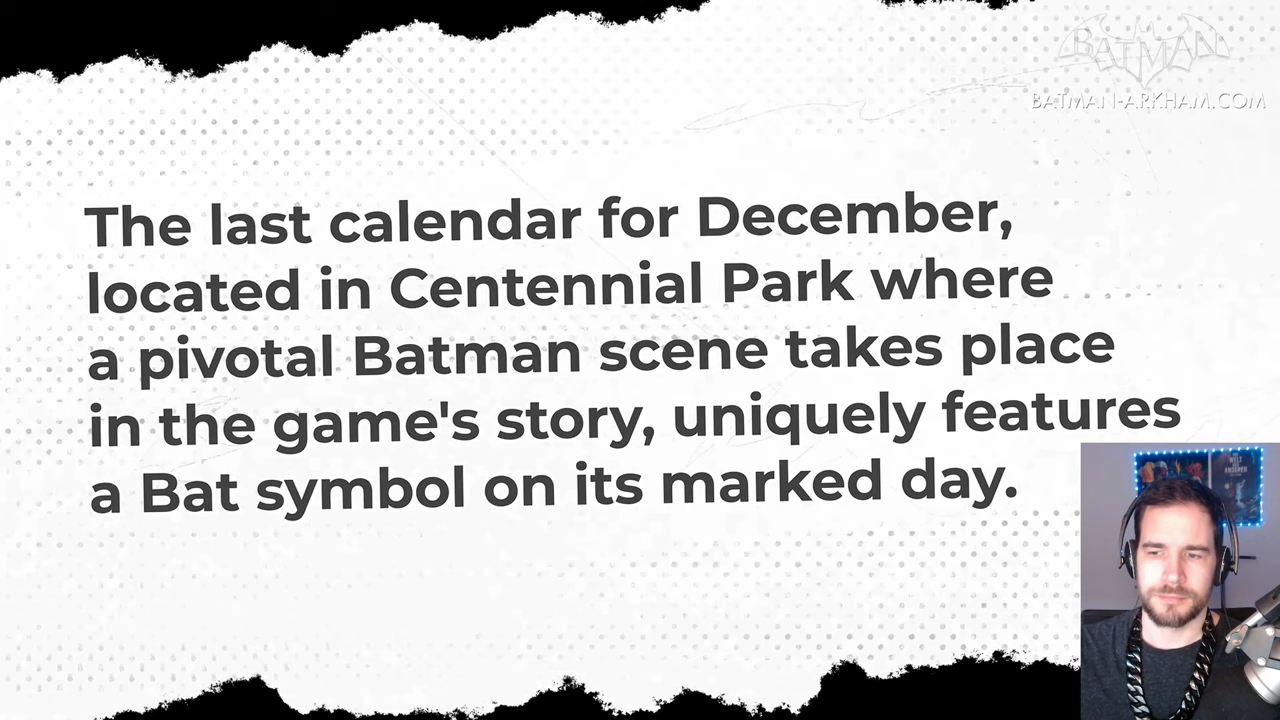 BATMAN
BATMAN-ARKHAM.COM
The last calendar for December,
located in Centennial Park where
a pivotal Batman scene takes place
in the game's story, uniquely features
a Bat symbol on its marked day.